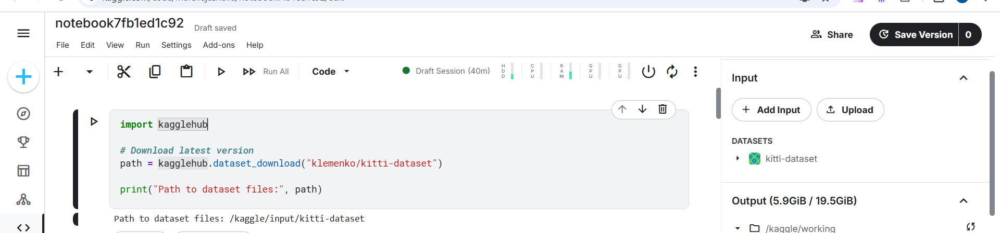 notebook7fb1ed1c92 Draft saved
File Edit View Run Settings Add-ons Help
Share
Save Version 0
Run All Code Draft Session (40m) HDD CPU RAM GPU GPU
import kagglehub
# Download latest version
path = kagglehub.dataset_download("klemenko/kitti-dataset")
print("Path to dataset files:", path)
Path to dataset files: /kaggle/input/kitti-dataset
Input
+ Add Input Upload
DATASETS
kitti-dataset
Output (5.9GiB / 19.5GiB)
/kaggle/working